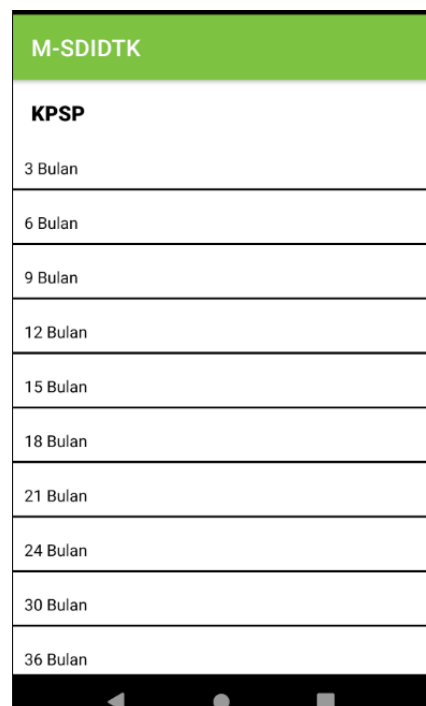 M-SDIDTK
KPSP
3 Bulan
6 Bulan
9 Bulan
12 Bulan
15 Bulan
18 Bulan
21 Bulan
24 Bulan
30 Bulan
36 Bulan